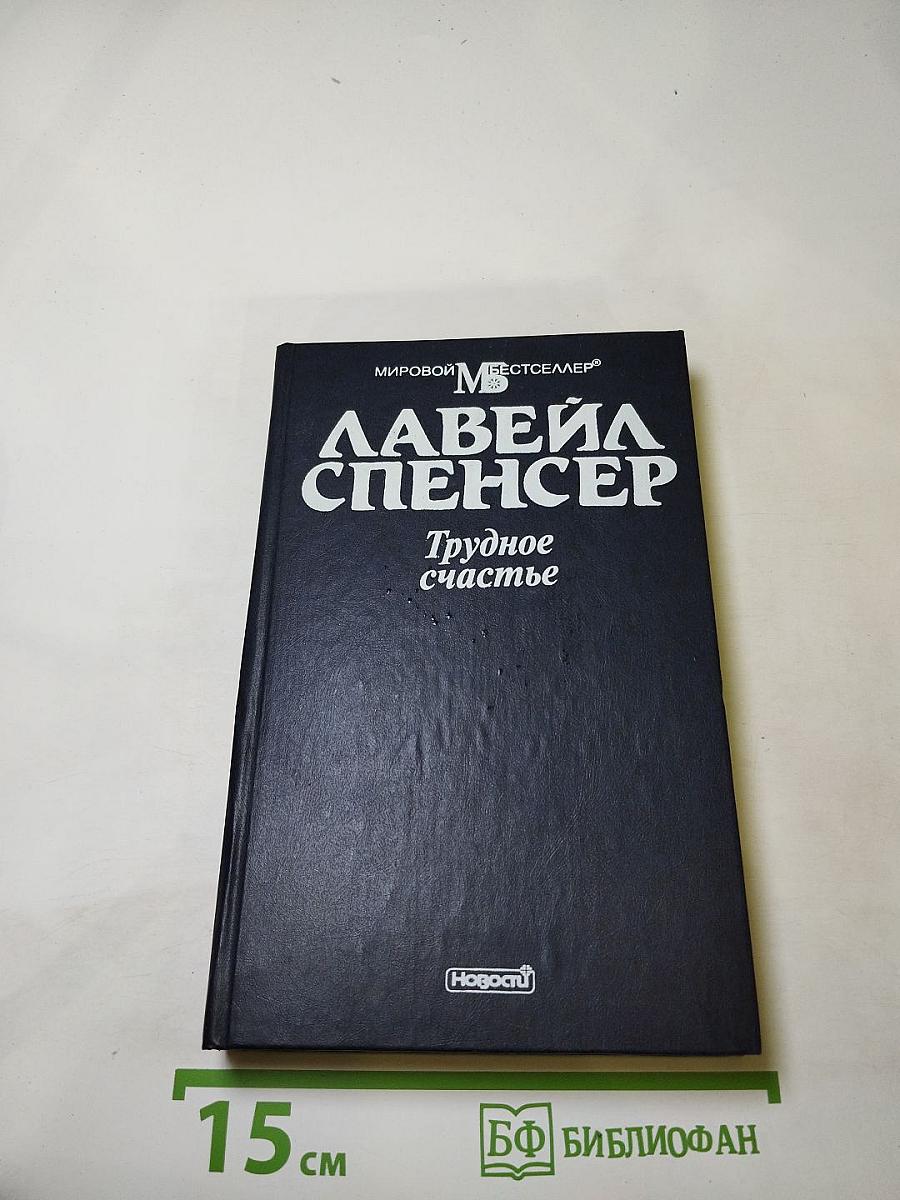 МИРОВОЙ МБ БЕСТСЕЛЛЕР®
ЛАВЕЙЛ
СПЕНСЕР
Трудное
счастье
Новости
15 см
БФ БИБЛИОФАН